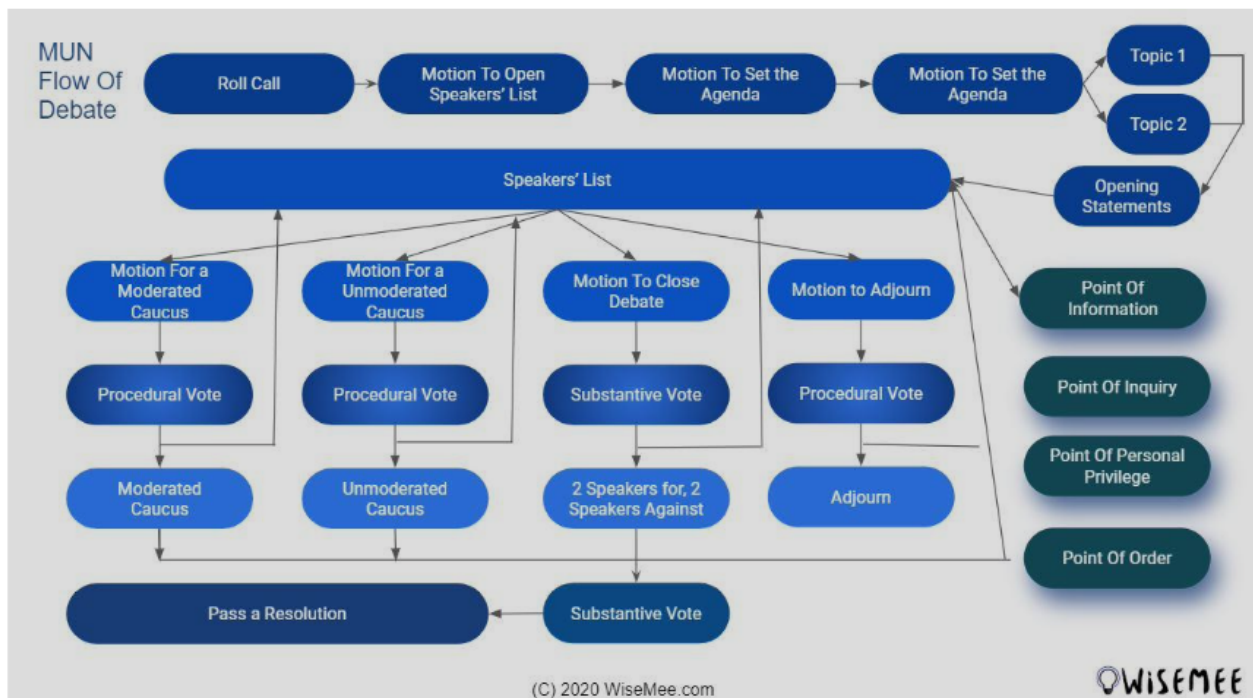 MUN
Flow Of
Debate
Roll Call
Motion To Open
Speakers' List
Motion To Set the
Agenda
Motion To Set the
Agenda
Topic 1
Topic 2
Speakers' List
Opening
Statements
Motion For a
Moderated
Caucus
Motion For a
Unmoderated
Caucus
Motion To Close
Debate
Motion to Adjourn
Point Of
Information
Procedural Vote
Procedural Vote
Substantive Vote
Procedural Vote
Point Of Inquiry
Point Of Personal
Privilege
Moderated
Caucus
Unmoderated
Caucus
2 Speakers for, 2
Speakers Against
Adjourn
Point Of Order
Pass a Resolution
Substantive Vote
(C) 2020 WiseMee.com
WiSEMEE